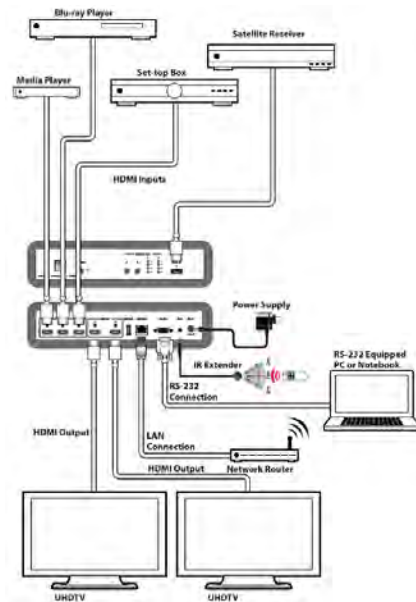 Blu-ray Player
Satellite Receiver
Media Player
Set-top Box
HDMI Inputs
Power Supply
IR Extender
RS-232 Equipped
PC or Notebook
RS-232
Connection
HDMI Output
LAN
Connection
HDMI Output
Network Router
UHDTV
UHDTV